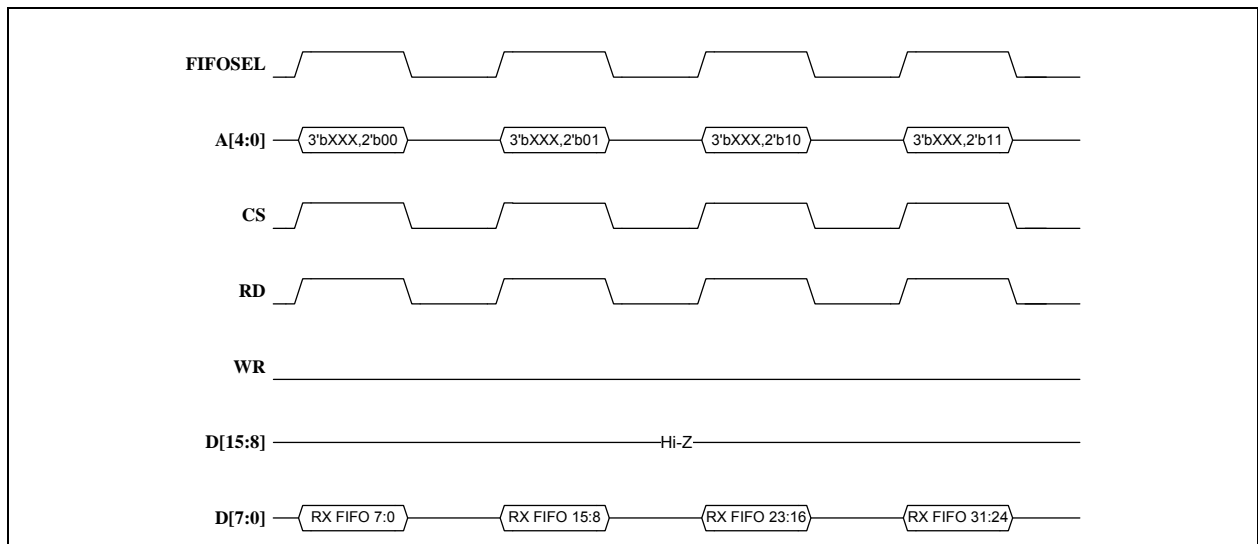 FIFOSEL
A[4:0] 3'bXXX,2'b00 3'bXXX,2'b01 3'bXXX,2'b10 3'bXXX,2'b11
CS
RD
WR
D[15:8] Hi-Z
D[7:0] RX FIFO 7:0 RX FIFO 15:8 RX FIFO 23:16 RX FIFO 31:24